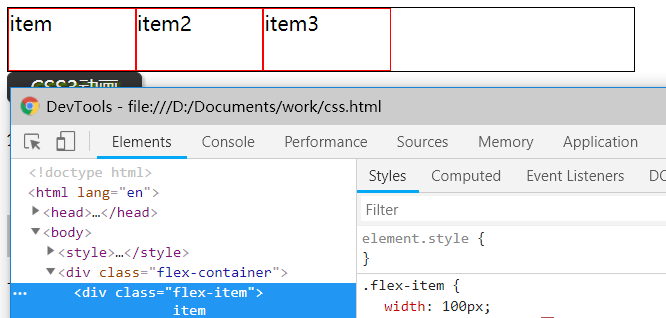 item item2 item3
CSS3动画
DevTools - file:///D:/Documents/work/css.html
Elements Console Performance Sources Memory Application
<!doctype html>
<html lang="en">
<head>…</head>
<body>
<style>…</style>
<div class="flex-container">
<div class="flex-item">
item
Styles Computed Event Listeners DO
Filter
element.style {
}
.flex-item {
width: 100px;